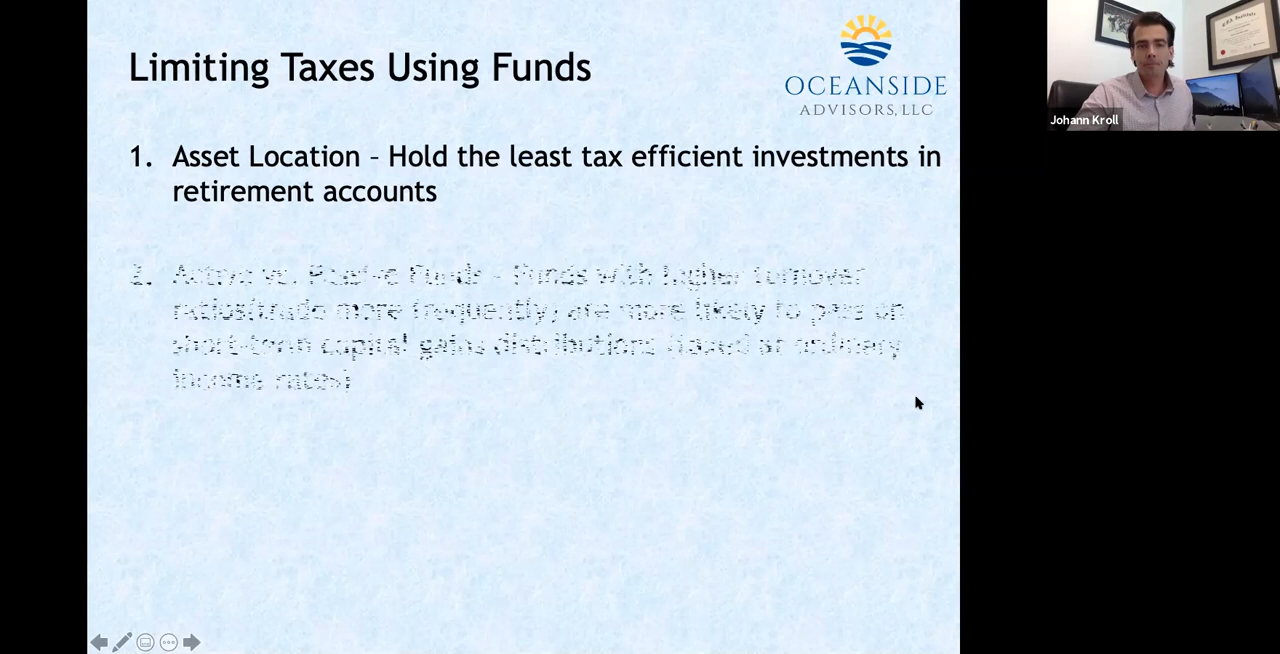 Limiting Taxes Using Funds
OCEANSIDE
ADVISORS, LLC
Johann Kroll
1. Asset Location – Hold the least tax efficient investments in
retirement accounts
2. Active vs. Passive Funds – Funds with higher turnover
ratios(trade more frequently) are more likely to pass on
short-term capital gains distributions (taxed at ordinary
income rates)